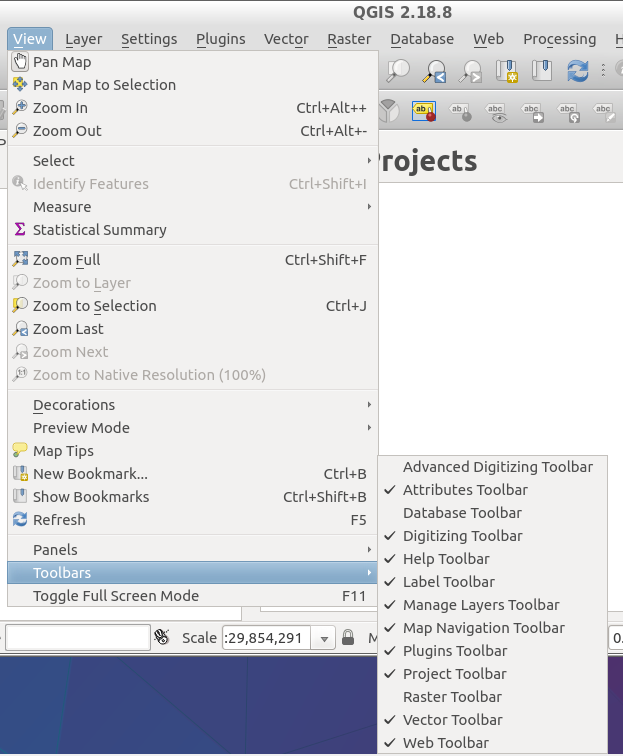 QGIS 2.18.8
View Layer Settings Plugins Vector Raster Database Web Processing
Pan Map
Pan Map to Selection
Zoom In Ctrl+Alt++
Zoom Out Ctrl+Alt+-
Select
Projects
Identify Features Ctrl+Shift+I
Measure
Statistical Summary
Zoom Full Ctrl+Shift+F
Zoom to Layer
Zoom to Selection Ctrl+J
Zoom Last
Zoom Next
Zoom to Native Resolution (100%)
Decorations
Preview Mode
Map Tips
New Bookmark... Ctrl+B
Show Bookmarks Ctrl+Shift+B
Refresh F5
Panels
Toolbars
Toggle Full Screen Mode F11
Advanced Digitizing Toolbar
Attributes Toolbar
Database Toolbar
Digitizing Toolbar
Help Toolbar
Label Toolbar
Manage Layers Toolbar
Map Navigation Toolbar
Plugins Toolbar
Project Toolbar
Raster Toolbar
Vector Toolbar
Web Toolbar
Scale :29,854,291